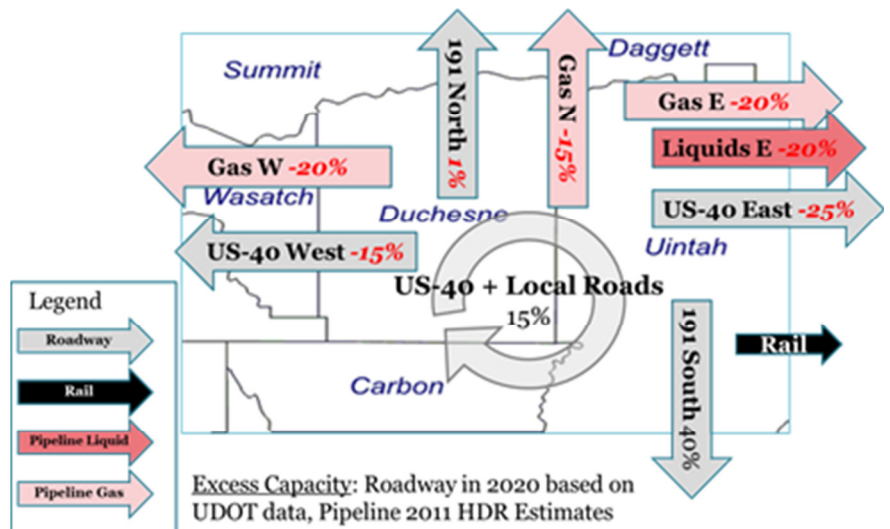 Daggett
Summit
191 North 1%
Gas N -15%
Gas E -20%
Liquids E -20%
Gas W -20%
Wasatch
Duchesne
US-40 East -25%
Uintah
US-40 West -15%
US-40 + Local Roads
15%
Legend
Roadway
Rail
Pipeline Liquid
Pipeline Gas
Rail
Carbon
191 South 40%
Excess Capacity: Roadway in 2020 based on
UDOT data, Pipeline 2011 HDR Estimates